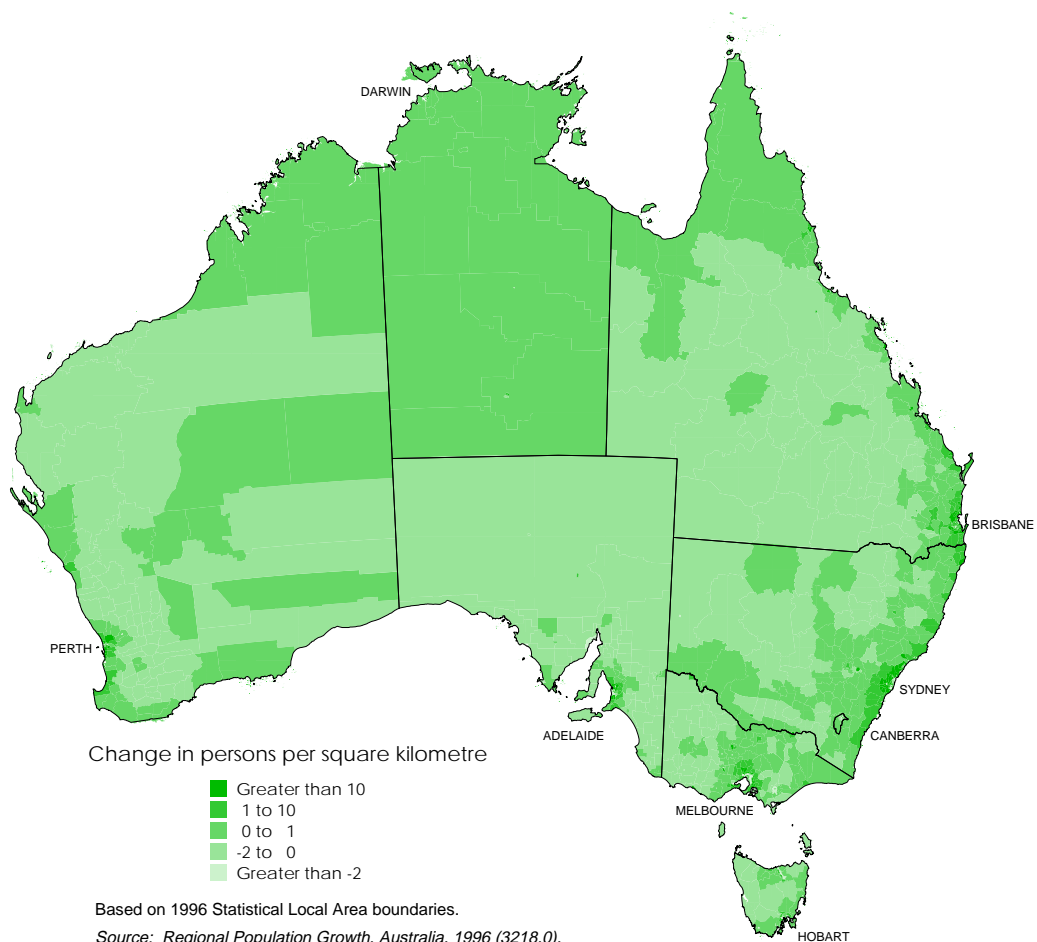 DARWIN
BRISBANE
PERTH
SYDNEY
ADELAIDE
CANBERRA
Change in persons per square kilometre
Greater than 10
1 to 10
0 to 1
-2 to 0
Greater than -2
MELBOURNE
Based on 1996 Statistical Local Area boundaries.
Source: Regional Population Growth, Australia, 1996 (3218.0).
HOBART